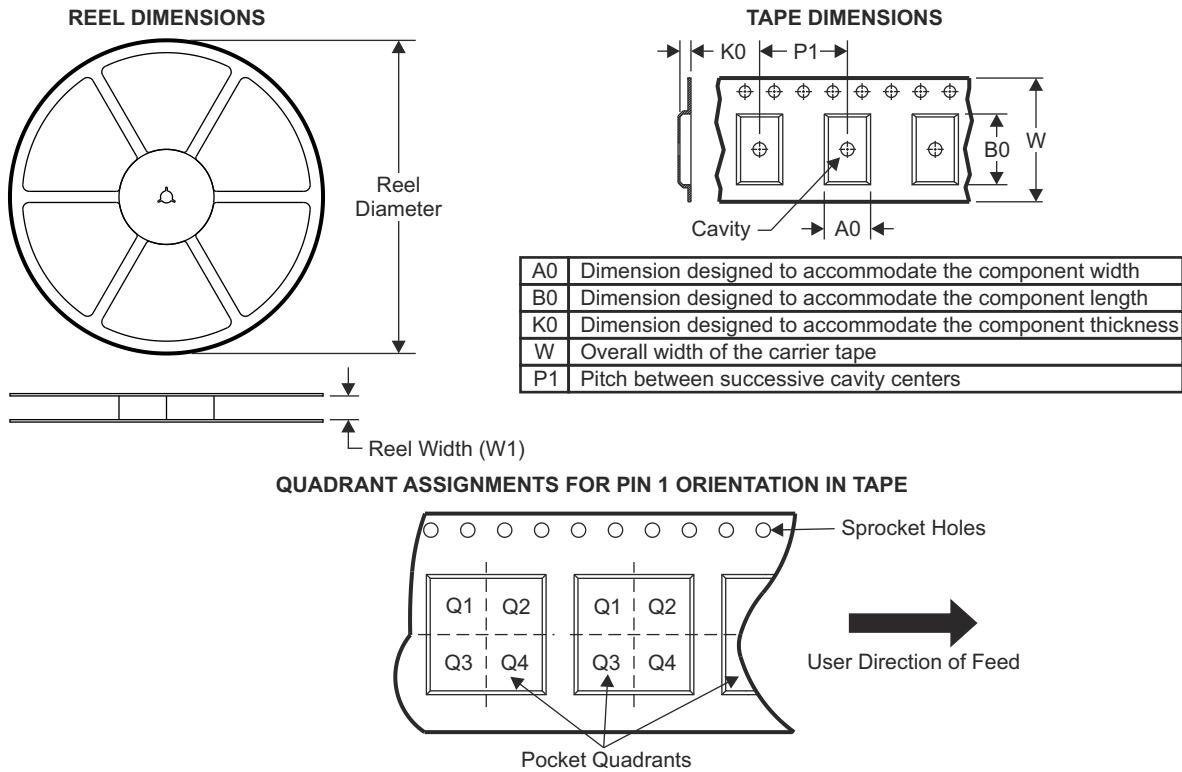 REEL DIMENSIONS
Reel
Diameter
Reel Width (W1)
TAPE DIMENSIONS
K0
P1
B0
W
Cavity
A0
A0 Dimension designed to accommodate the component width
B0 Dimension designed to accommodate the component length
K0 Dimension designed to accommodate the component thickness
W Overall width of the carrier tape
P1 Pitch between successive cavity centers
QUADRANT ASSIGNMENTS FOR PIN 1 ORIENTATION IN TAPE
Sprocket Holes
Q1 Q2 Q1 Q2
Q3 Q4 Q3 Q4
User Direction of Feed
Pocket Quadrants